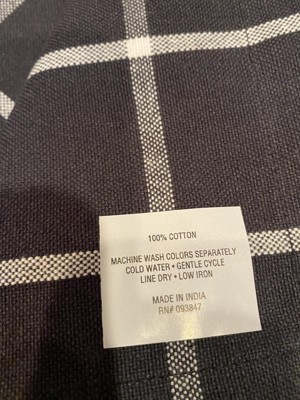 100% COTTON
MACHINE WASH COLORS SEPARATELY
COLD WATER • GENTLE CYCLE
LINE DRY • LOW IRON
MADE IN INDIA
RN# 093847